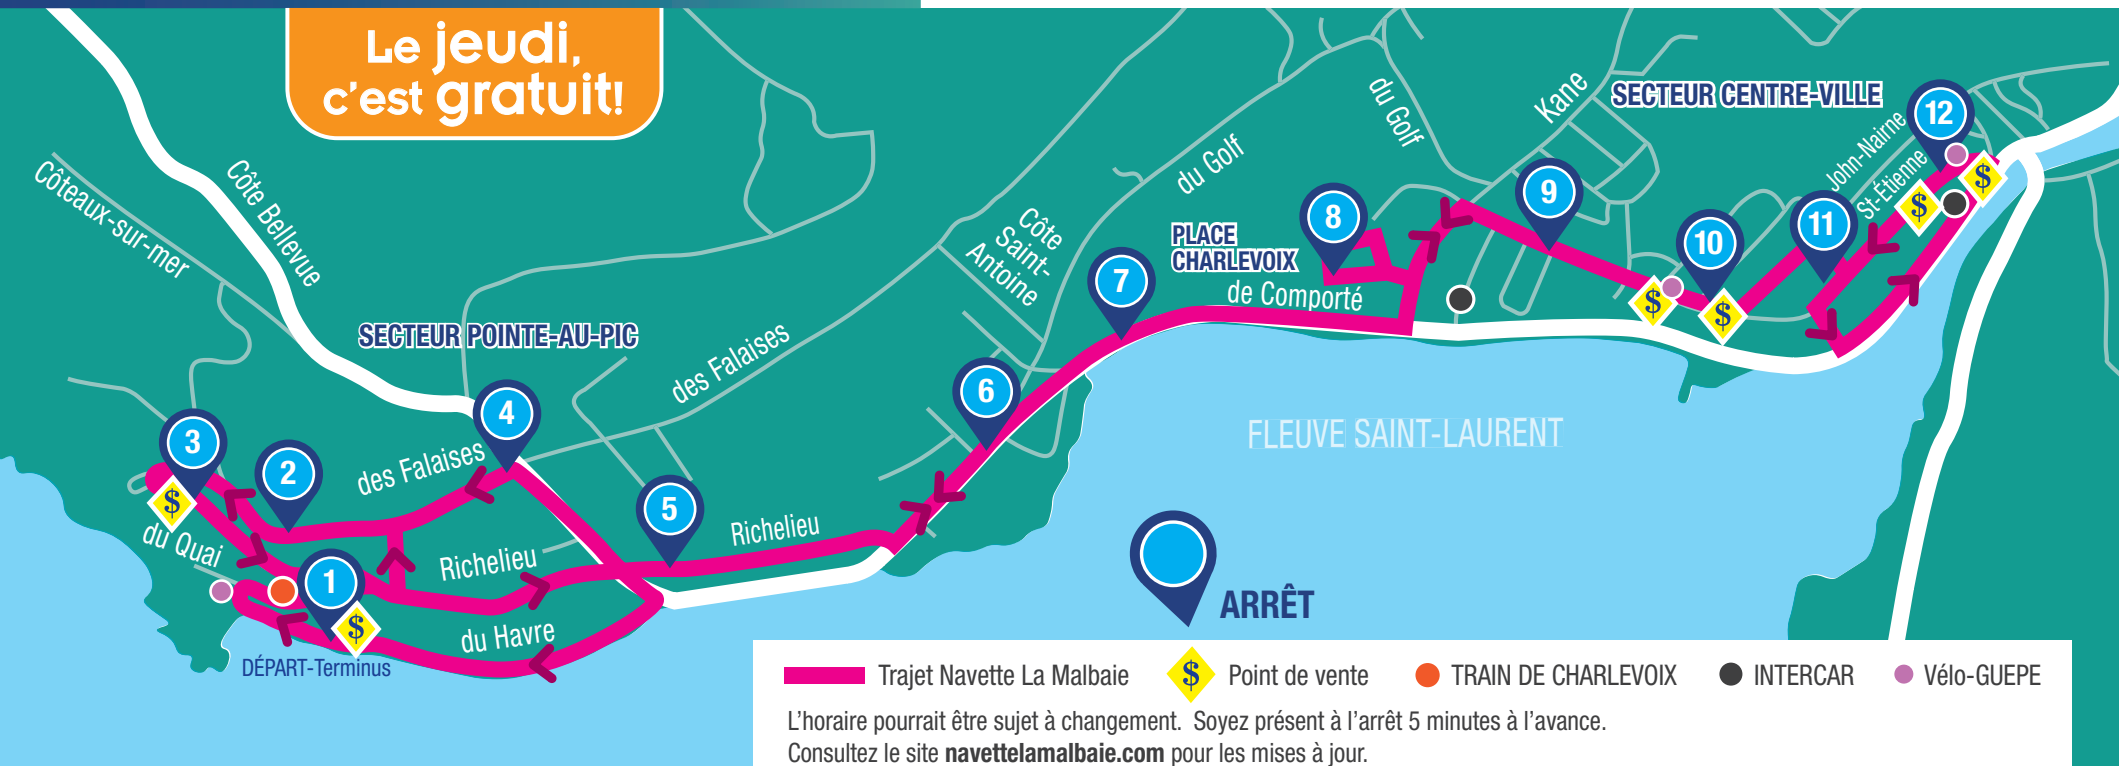 Le jeudi,
c'est gratuit!
Côteaux-sur-mer
Côte Bellevue
SECTEUR POINTE-AU-PIC
des Falaises
Côte
Saint-
Antoine
du Golf
du Golf
Kane
SECTEUR CENTRE-VILLE
John-Nairne
St-Étienne
PLACE
CHARLEVOIX
de Comporté
12
11
10
9
8
7
6
5
4
3
2
1
$
$
$
$
$
$
des Falaises
du Quai
Richelieu
Richelieu
du Havre
DÉPART-Terminus
FLEUVE SAINT-LAURENT
ARRÊT
Trajet Navette La Malbaie
$ Point de vente
TRAIN DE CHARLEVOIX
INTERCAR
Vélo-GUEPE
L'horaire pourrait être sujet à changement. Soyez présent à l'arrêt 5 minutes à l'avance.
Consultez le site navettelamalbaie.com pour les mises à jour.